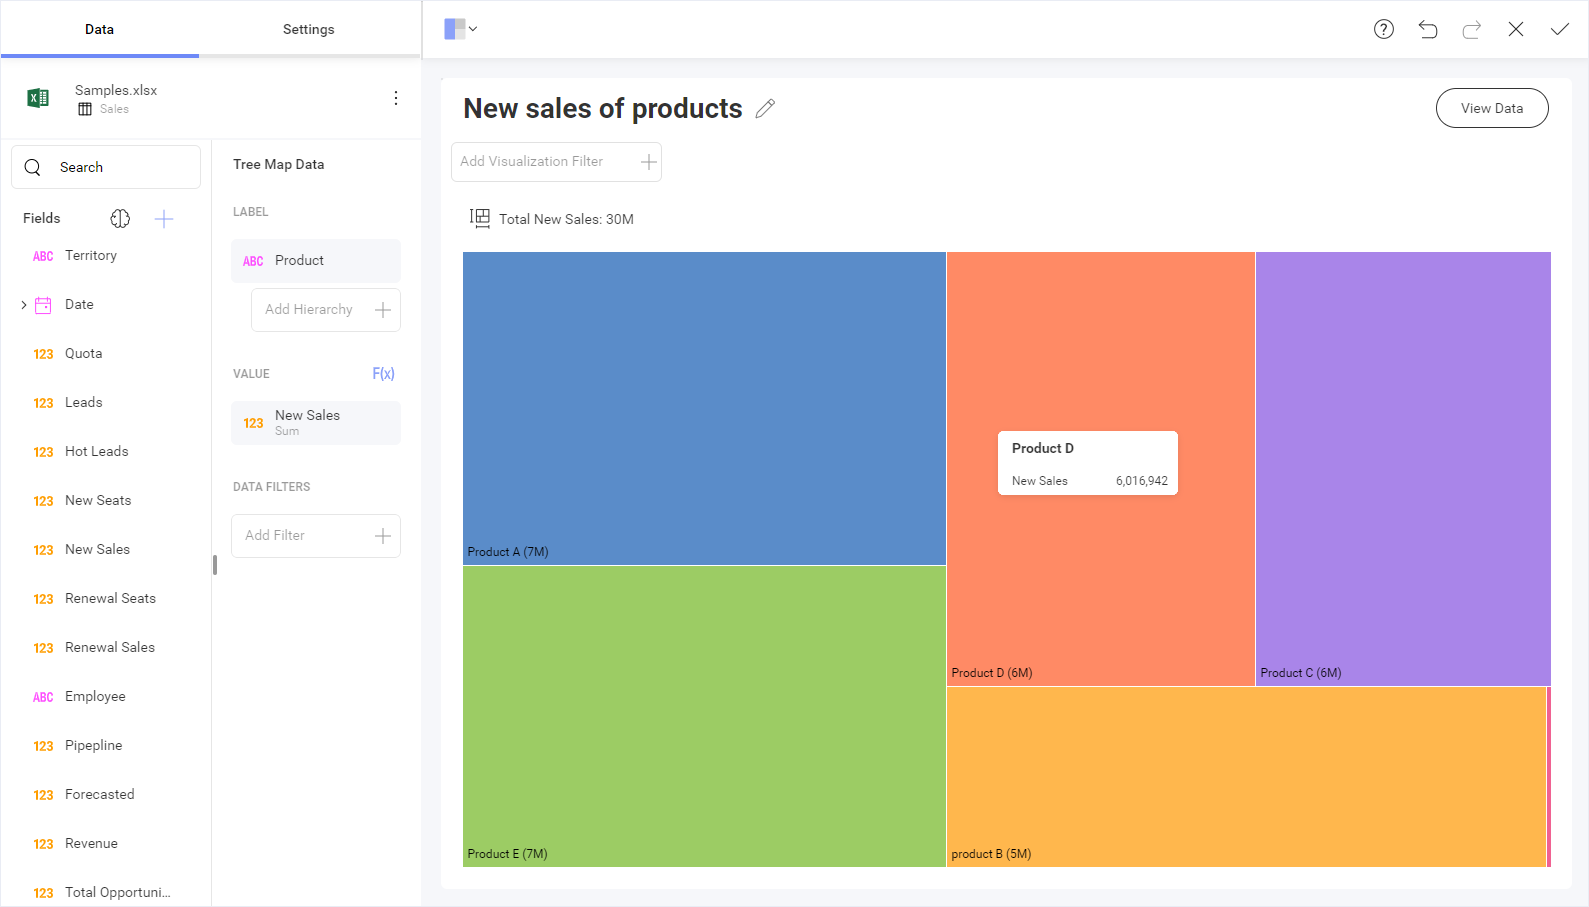 Data
Settings
Samples.xlsx
Sales
Search
Fields
ABC Territory
Date
123 Quota
123 Leads
123 Hot Leads
123 New Seats
123 New Sales
123 Renewal Seats
123 Renewal Sales
ABC Employee
123 Pipepline
123 Forecasted
123 Revenue
123 Total Opportuni...
Tree Map Data
LABEL
ABC Product
Add Hierarchy
VALUE F(x)
123 New Sales
Sum
DATA FILTERS
Add Filter
New sales of products
View Data
Add Visualization Filter
Total New Sales: 30M
Product D
New Sales 6,016,942
Product A (7M)
Product D (6M)
Product C (6M)
Product E (7M)
product B (5M)